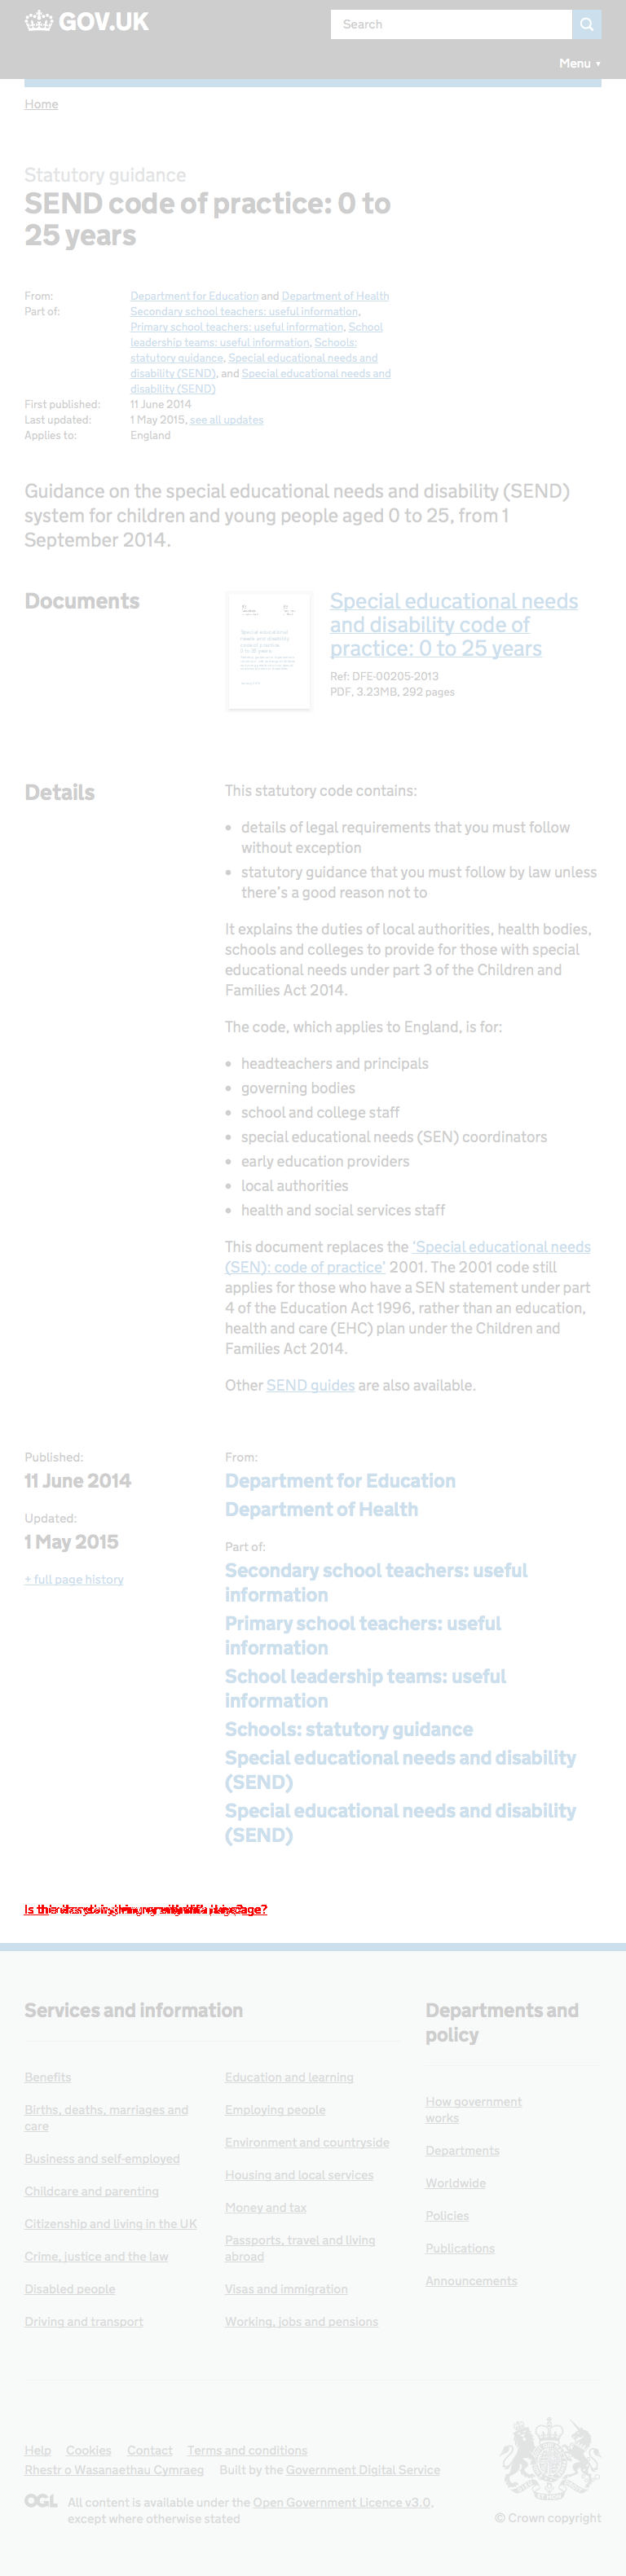 GOV.UK
Search
Menu ▼
Home
Statutory guidance
SEND code of practice: 0 to
25 years
From: Department for Education and Department of Health
Part of: Secondary school teachers: useful information,
Primary school teachers: useful information, School
leadership teams: useful information, Schools:
statutory guidance, Special educational needs and
disability (SEND), and Special educational needs and
disability (SEND)
First published: 11 June 2014
Last updated: 1 May 2015, see all updates
Applies to: England
Guidance on the special educational needs and disability (SEND)
system for children and young people aged 0 to 25, from 1
September 2014.
Documents
Special educational
needs and disability
code of practice:
0 to 25 years
Special educational needs
and disability code of
practice: 0 to 25 years
Ref: DFE-00205-2013
PDF, 3.23MB, 292 pages
Details
This statutory code contains:
• details of legal requirements that you must follow
without exception
• statutory guidance that you must follow by law unless
there’s a good reason not to
It explains the duties of local authorities, health bodies,
schools and colleges to provide for those with special
educational needs under part 3 of the Children and
Families Act 2014.
The code, which applies to England, is for:
• headteachers and principals
• governing bodies
• school and college staff
• special educational needs (SEN) coordinators
• early education providers
• local authorities
• health and social services staff
This document replaces the ‘Special educational needs
(SEN): code of practice’ 2001. The 2001 code still
applies for those who have a SEN statement under part
4 of the Education Act 1996, rather than an education,
health and care (EHC) plan under the Children and
Families Act 2014.
Other SEND guides are also available.
Published:
11 June 2014
Updated:
1 May 2015
+ full page history
From:
Department for Education
Department of Health
Part of:
Secondary school teachers: useful
information
Primary school teachers: useful
information
School leadership teams: useful
information
Schools: statutory guidance
Special educational needs and disability
(SEND)
Special educational needs and disability
(SEND)
Services and information
Benefits
Births, deaths, marriages and
care
Business and self-employed
Childcare and parenting
Citizenship and living in the UK
Crime, justice and the law
Disabled people
Driving and transport
Education and learning
Employing people
Environment and countryside
Housing and local services
Money and tax
Passports, travel and living
abroad
Visas and immigration
Working, jobs and pensions
Departments and
policy
How government
works
Departments
Worldwide
Policies
Publications
Announcements
Help Cookies Contact Terms and conditions
Rhestr o Wasanaethau Cymraeg Built by the Government Digital Service
OGL All content is available under the Open Government Licence v3.0,
except where otherwise stated
© Crown copyright